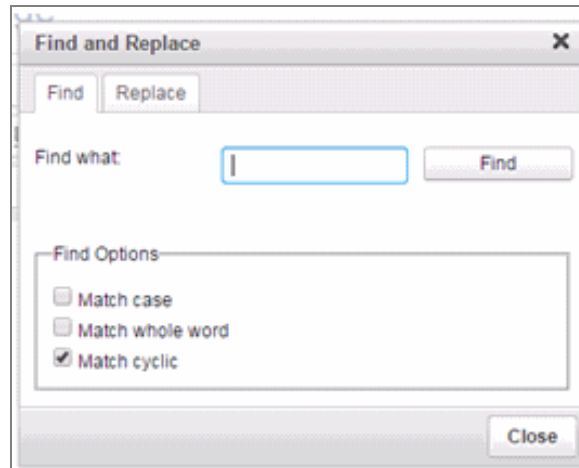 Find and Replace
Find Replace
Find what: Find
Find Options
Match case
Match whole word
Match cyclic
Close